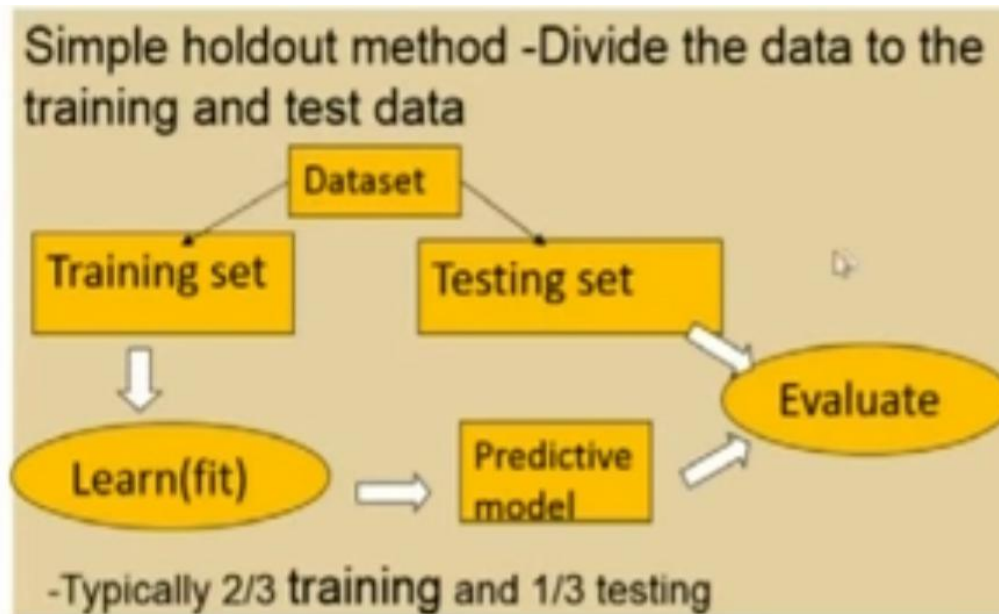 Simple holdout method -Divide the data to the
training and test data
Dataset
Training set
Testing set
Evaluate
Learn(fit)
Predictive
model
-Typically 2/3 training and 1/3 testing